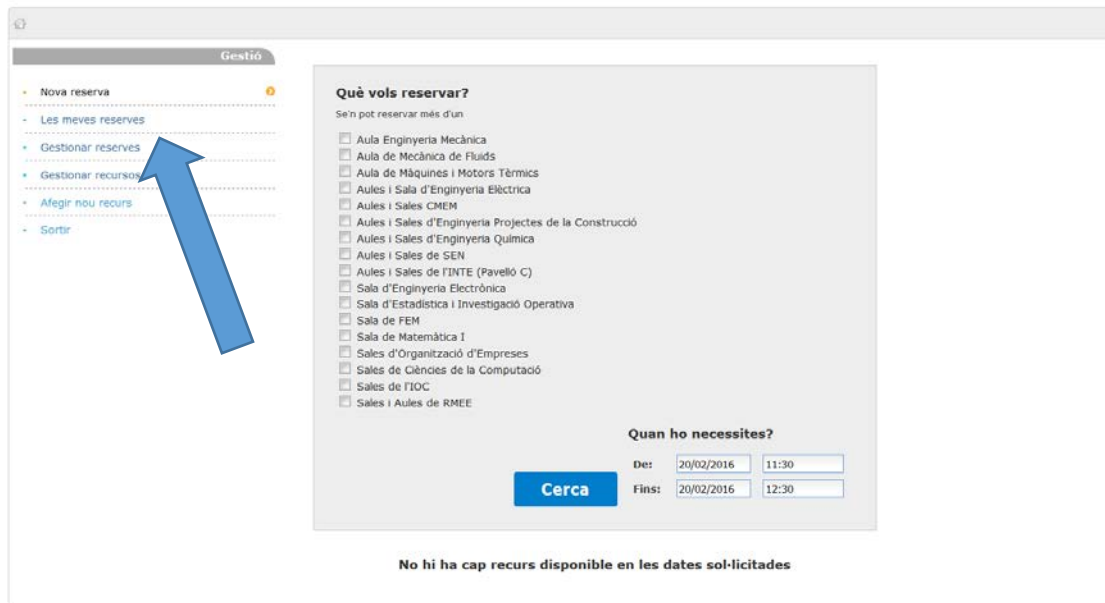 Gestió
Nova reserva
Les meves reserves
Gestionar reserves
Gestionar recursos
Afegir nou recurs
Sortir
Què vols reservar?
Se'n pot reservar més d'un
Aula Enginyeria Mecànica
Aula de Mecànica de Fluids
Aula de Màquines i Motors Tèrmics
Aules i Sala d'Enginyeria Elèctrica
Aules i Sales CMEM
Aules i Sales d'Enginyeria Projectes de la Construcció
Aules i Sales d'Enginyeria Química
Aules i Sales de SEN
Aules i Sales de l'INTE (Pavelló C)
Sala d'Enginyeria Electrònica
Sala d'Estadística i Investigació Operativa
Sala de FEM
Sala de Matemàtica I
Sales d'Organització d'Empreses
Sales de Ciències de la Computació
Sales de l'IOC
Sales i Aules de RMEE
Quan ho necessites?
De: 20/02/2016 11:30
Cerca Fins: 20/02/2016 12:30
No hi ha cap recurs disponible en les dates sol·licitades